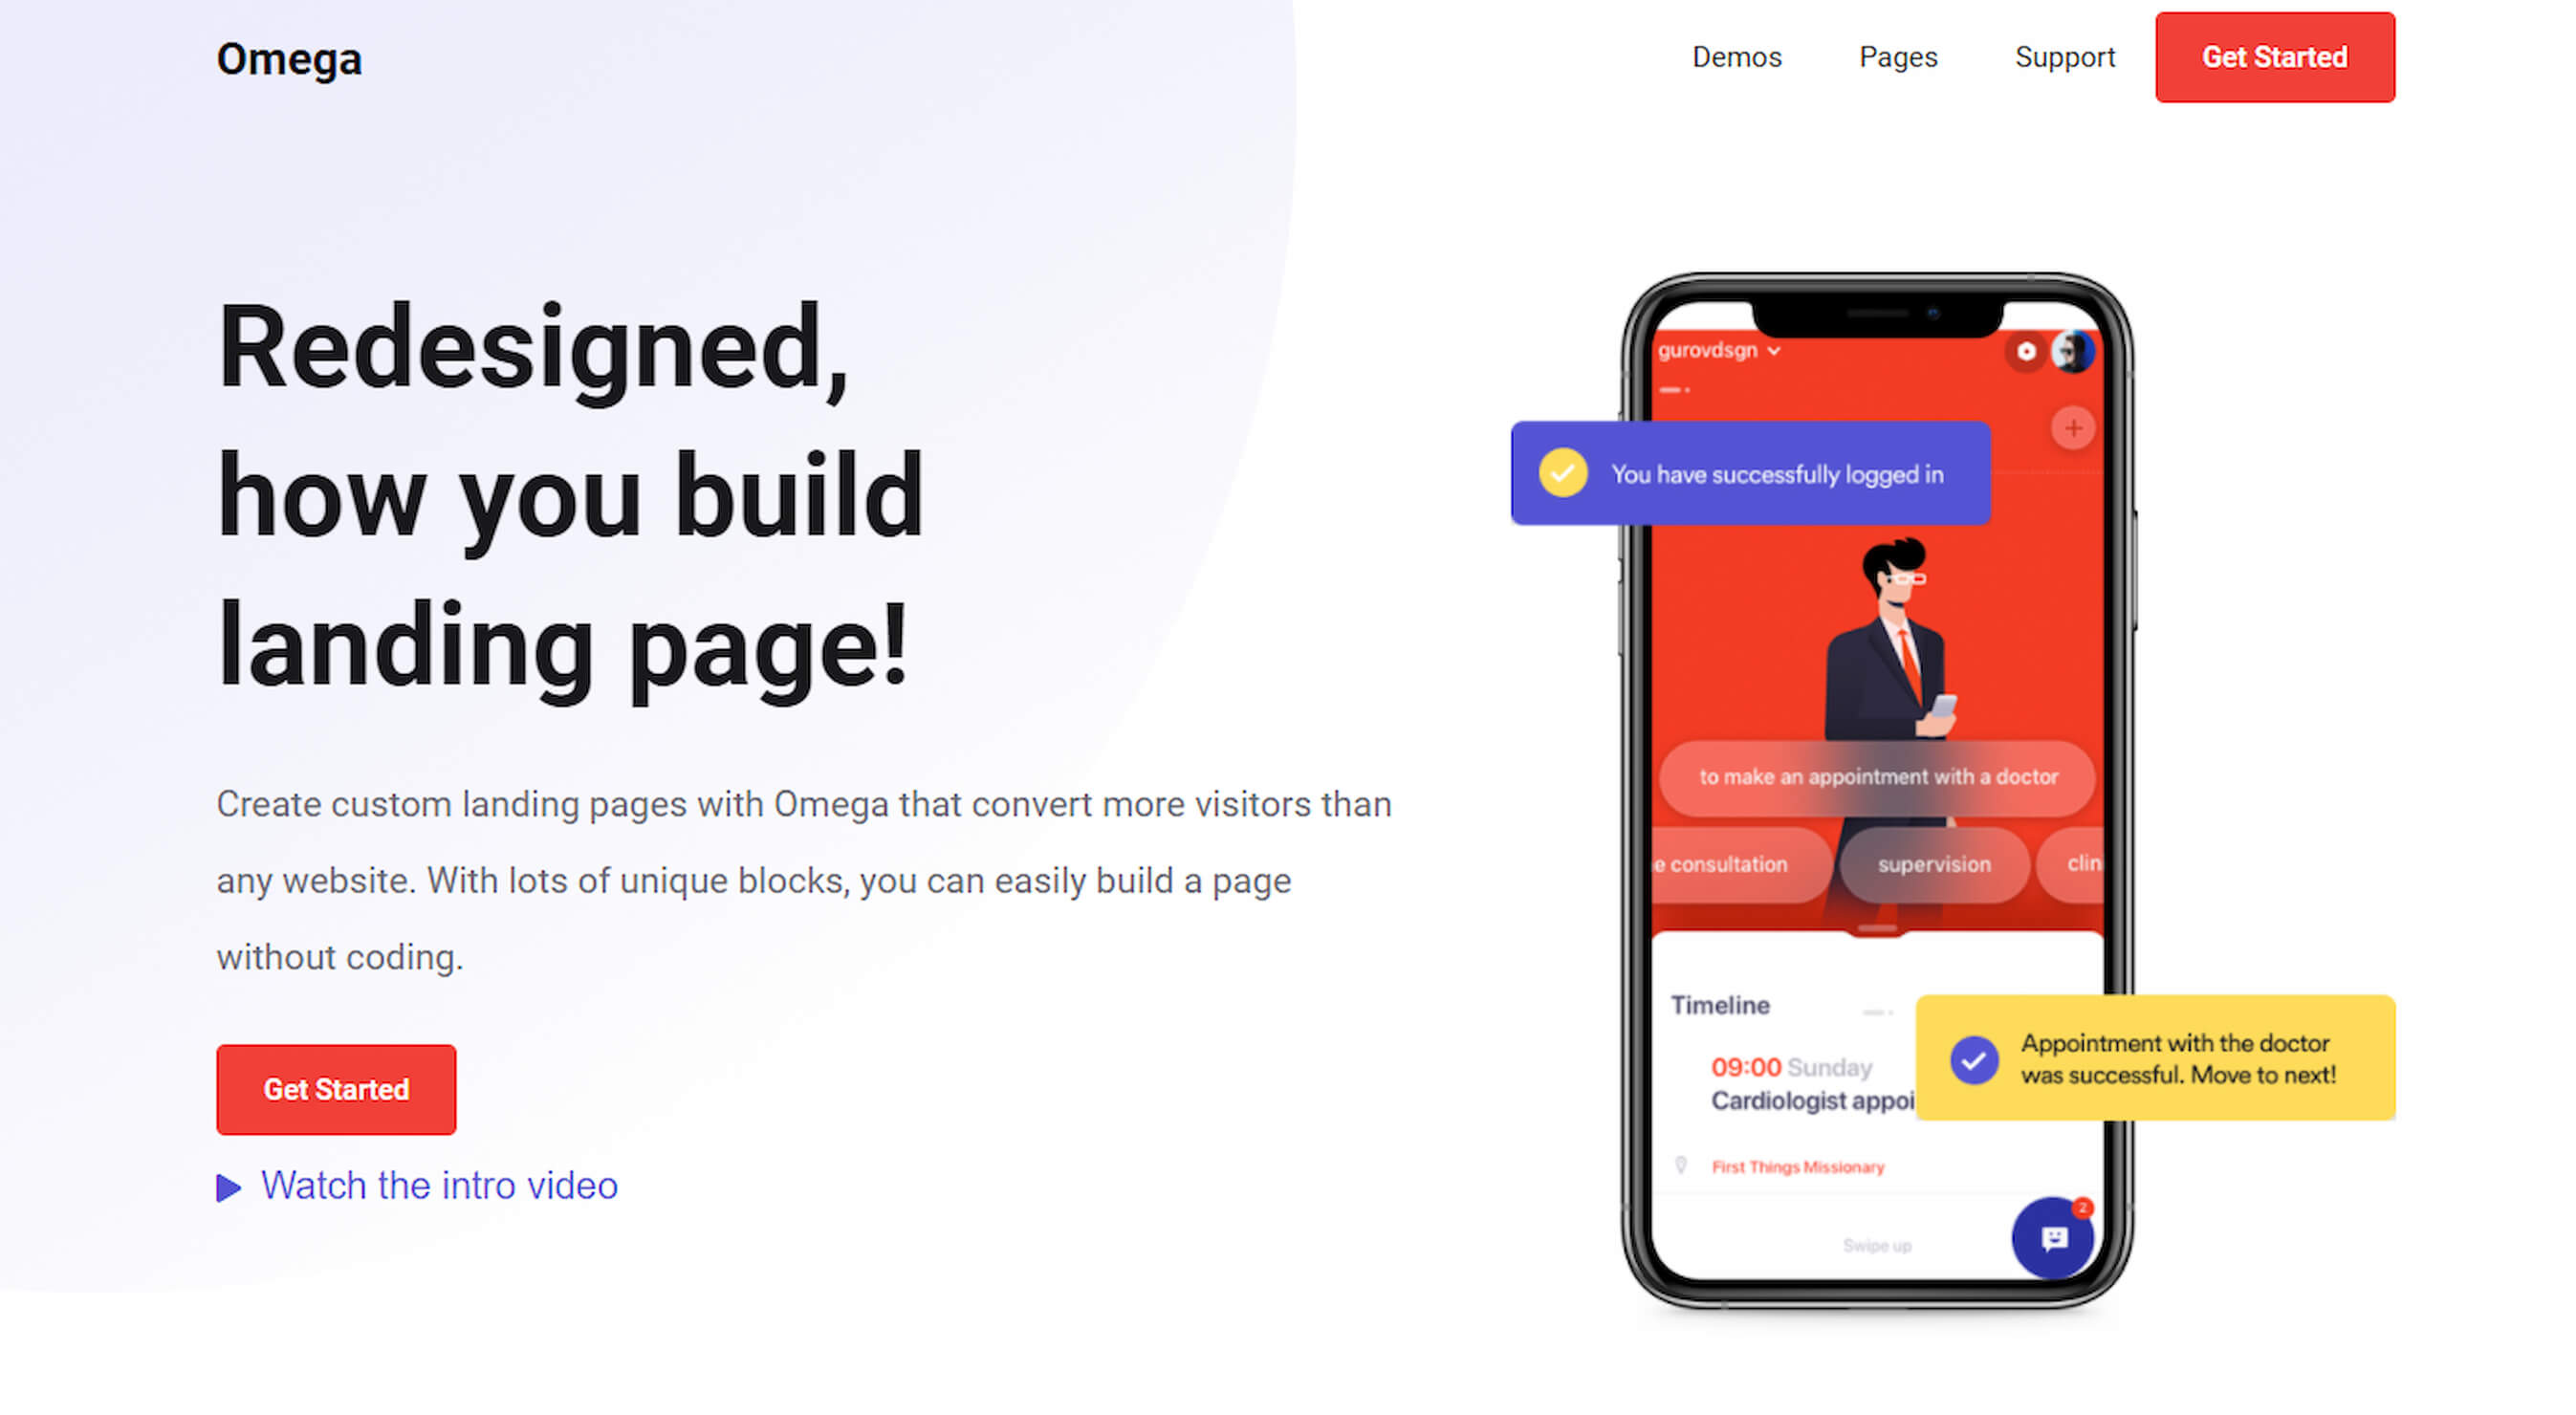 Omega
Demos
Pages
Support
Get Started
Redesigned,
how you build
landing page!
Create custom landing pages with Omega that convert more visitors than
any website. With lots of unique blocks, you can easily build a page
without coding.
Get Started
Watch the intro video
gurovdsgn
You have successfully logged in
to make an appointment with a doctor
e consultation
supervision
clin
Timeline
09:00 Sunday
Cardiologist appoi
Appointment with the doctor
was successful. Move to next!
First Things Missionary
2
Swipe up